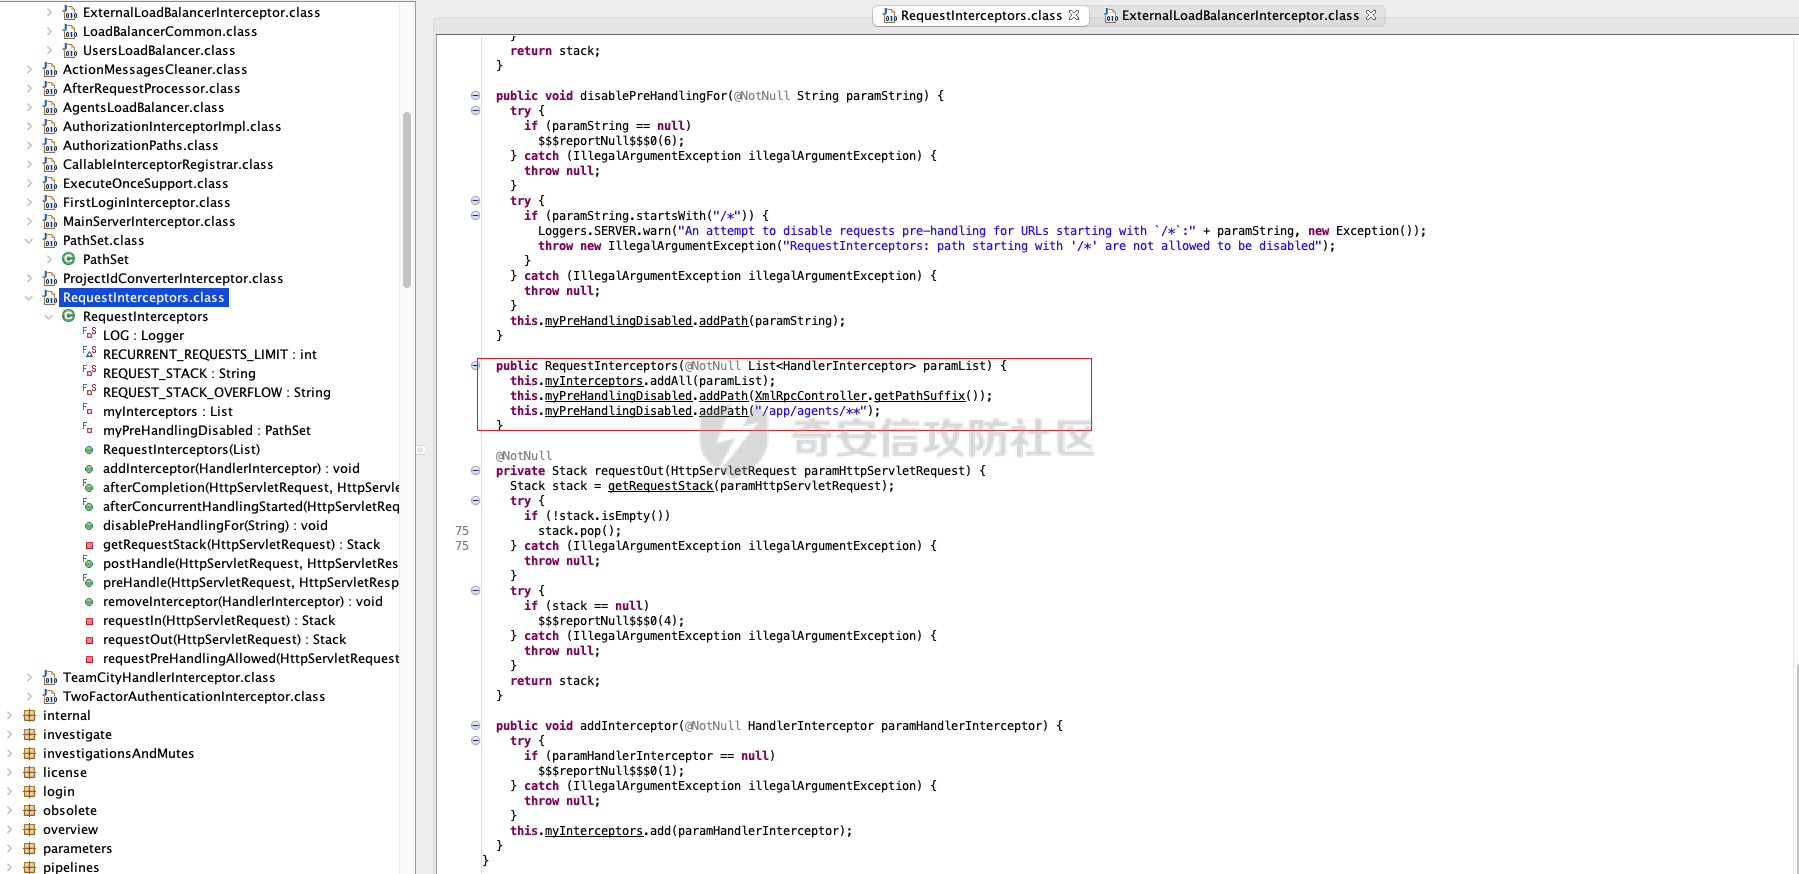 ExternalLoadBalancerInterceptor.class
LoadBalancerCommon.class
UsersLoadBalancer.class
ActionMessagesCleaner.class
AfterRequestProcessor.class
AgentsLoadBalancer.class
AuthorizationInterceptorImpl.class
AuthorizationPaths.class
CallableInterceptorRegistrar.class
ExecuteOnceSupport.class
FirstLoginInterceptor.class
MainServerInterceptor.class
PathSet.class
PathSet
ProjectIdConverterInterceptor.class
RequestInterceptors.class
RequestInterceptors
LOG : Logger
RECURRENT_REQUESTS_LIMIT : int
REQUEST_STACK : String
REQUEST_STACK_OVERFLOW : String
myInterceptors : List
myPreHandlingDisabled : PathSet
RequestInterceptors(List)
addInterceptor(HandlerInterceptor) : void
afterCompletion(HttpServletRequest, HttpServle
afterConcurrentHandlingStarted(HttpServletReq
disablePreHandlingFor(String) : void
getRequestStack(HttpServletRequest) : Stack
postHandle(HttpServletRequest, HttpServletRes
preHandle(HttpServletRequest, HttpServletResp
removeInterceptor(HandlerInterceptor) : void
requestIn(HttpServletRequest) : Stack
requestOut(HttpServletRequest) : Stack
requestPreHandlingAllowed(HttpServletRequest
TeamCityHandlerInterceptor.class
TwoFactorAuthenticationInterceptor.class
internal
investigate
investigationsAndMutes
license
login
obsolete
overview
parameters
pipelines
RequestInterceptors.class
ExternalLoadBalancerInterceptor.class
}
return stack;
}
public void disablePreHandlingFor(@NotNull String paramString) {
try {
if (paramString == null)
$$$reportNull$$$0(6);
} catch (IllegalArgumentException illegalArgumentException) {
throw null;
}
try {
if (paramString.startsWith("/*")) {
Loggers.SERVER.warn("An attempt to disable requests pre-handling for URLs starting with `/*`:" + paramString, new Exception());
throw new IllegalArgumentException("RequestInterceptors: path starting with '/*' are not allowed to be disabled");
}
} catch (IllegalArgumentException illegalArgumentException) {
throw null;
}
this.myPreHandlingDisabled.addPath(paramString);
}
public RequestInterceptors(@NotNull List<HandlerInterceptor> paramList) {
this.myInterceptors.addAll(paramList);
this.myPreHandlingDisabled.addPath(XmlRpcController.getPathSuffix());
this.myPreHandlingDisabled.addPath("/app/agents/**");
}
奇安信攻防社区
@NotNull
private Stack requestOut(HttpServletRequest paramHttpServletRequest) {
Stack stack = getRequestStack(paramHttpServletRequest);
try {
if (!stack.isEmpty())
75 stack.pop();
75 } catch (IllegalArgumentException illegalArgumentException) {
throw null;
}
try {
if (stack == null)
$$$reportNull$$$0(4);
} catch (IllegalArgumentException illegalArgumentException) {
throw null;
}
return stack;
}
public void addInterceptor(@NotNull HandlerInterceptor paramHandlerInterceptor) {
try {
if (paramHandlerInterceptor == null)
$$$reportNull$$$0(1);
} catch (IllegalArgumentException illegalArgumentException) {
throw null;
}
this.myInterceptors.add(paramHandlerInterceptor);
}
}